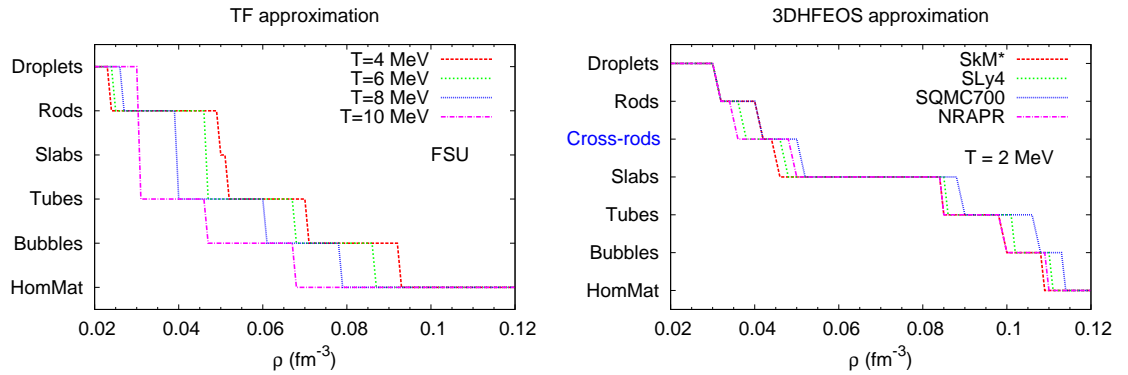 TF approximation
Droplets
Rods
Slabs
Tubes
Bubbles
HomMat
T=4 MeV
T=6 MeV
T=8 MeV
T=10 MeV
FSU
0.02 0.04 0.06 0.08 0.1 0.12
ρ (fm⁻³)
3DHFEOS approximation
Droplets
Rods
Cross-rods
Slabs
Tubes
Bubbles
HomMat
SkM*
SLy4
SQMC700
NRAPR
T = 2 MeV
0.02 0.04 0.06 0.08 0.1 0.12
ρ (fm⁻³)